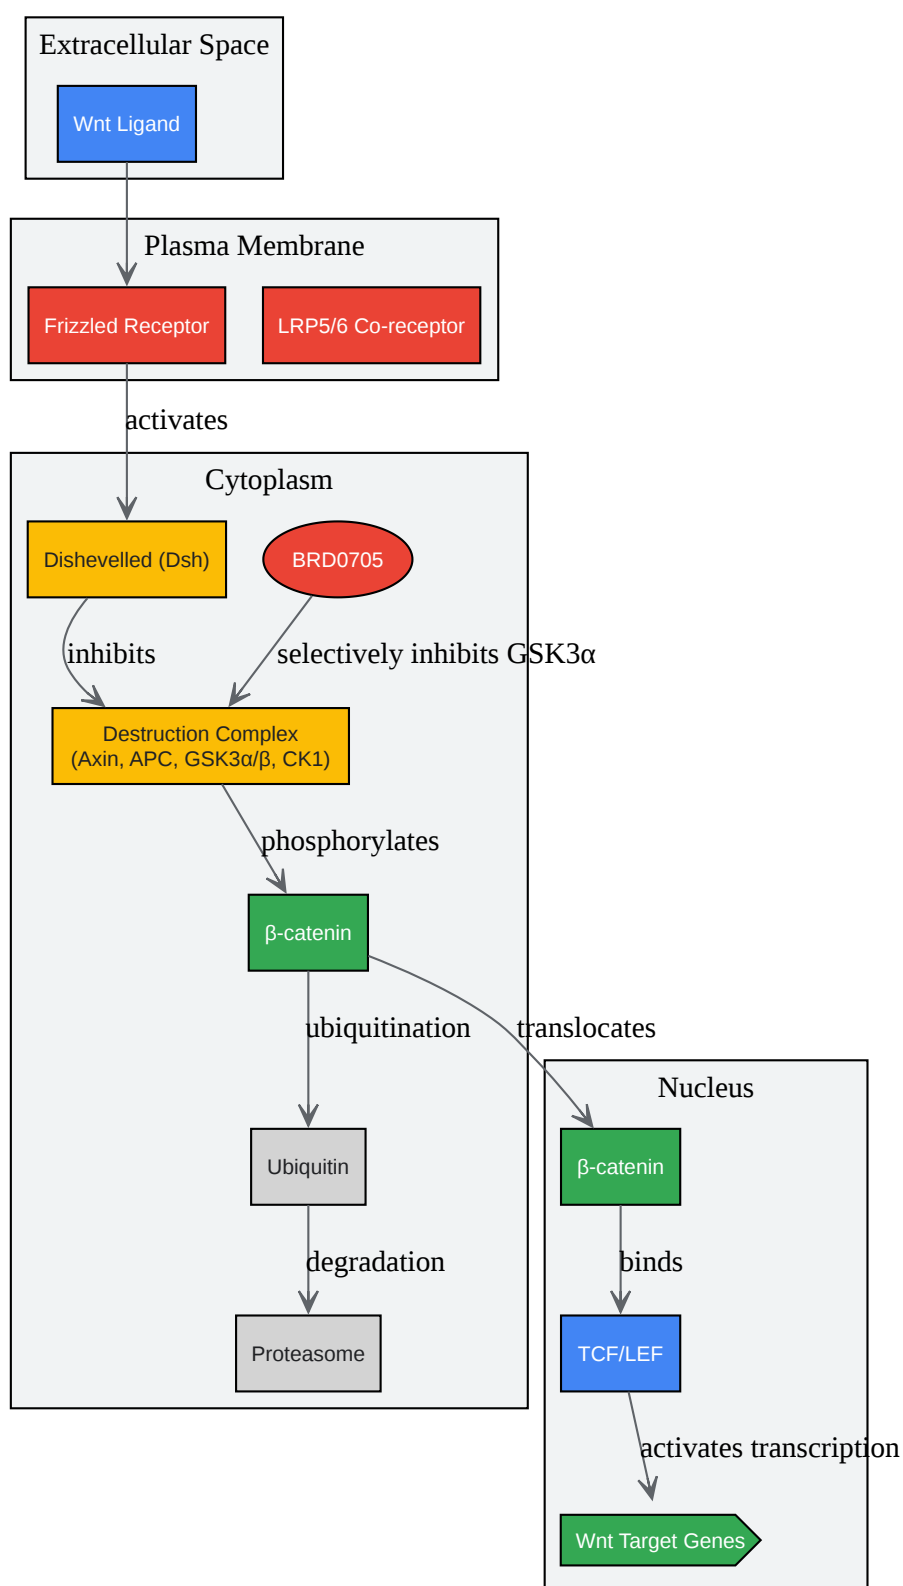 Extracellular Space
Wnt Ligand
Plasma Membrane
Frizzled Receptor
LRP5/6 Co-receptor
activates
Cytoplasm
Dishevelled (Dsh)
BRD0705
inhibits
selectively inhibits GSK3α
Destruction Complex
(Axin, APC, GSK3α/β, CK1)
phosphorylates
β-catenin
ubiquitination
translocates
Nucleus
Ubiquitin
β-catenin
degradation
binds
Proteasome
TCF/LEF
activates transcription
Wnt Target Genes